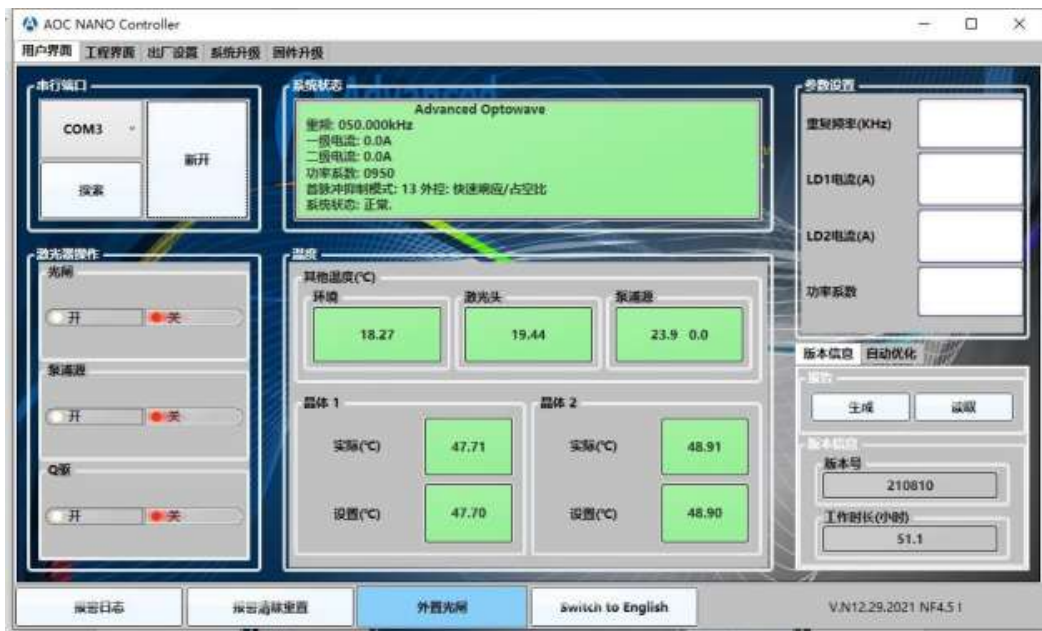 AOC NANO Controller
用户界面 工程界面 出厂设置 系统升级 固件升级
串行端口
COM3
断开
搜索
系统状态
Advanced Optowave
重频: 050.000kHz
一级电流: 0.0A
二级电流: 0.0A
功率系数: 0950
首脉冲抑制模式: 13 外控: 快速响应/占空比
系统状态: 正常.
参数设置
重复频率(KHz)
LD1电流(A)
LD2电流(A)
功率系数
激光器操作
光闸
开 关
泵浦源
开 关
Q驱
开 关
温度
其他温度(℃)
环境 激光头 泵浦源
18.27 19.44 23.9 0.0
晶体 1
实际(℃) 47.71
设置(℃) 47.70
晶体 2
实际(℃) 48.91
设置(℃) 48.90
版本信息 自动优化
报告
生成 读取
版本信息
版本号
210810
工作时长(小时)
51.1
报警日志 报警清除重置 外置光闸 Switch to English V.N12.29.2021 NF4.5 I